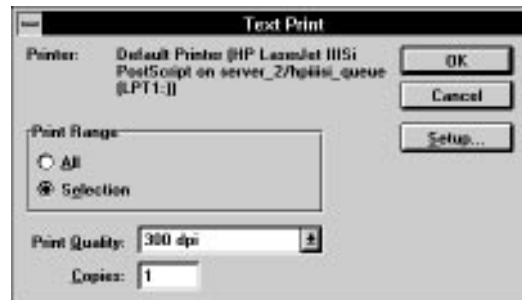 Text Print
Printer: Default Printer (HP LaserJet IIISi
PostScript on server_2/hpiiisi_queue
(LPT1:))
OK
Cancel
Setup...
Print Range
All
Selection
Print Quality: 300 dpi
Copies: 1